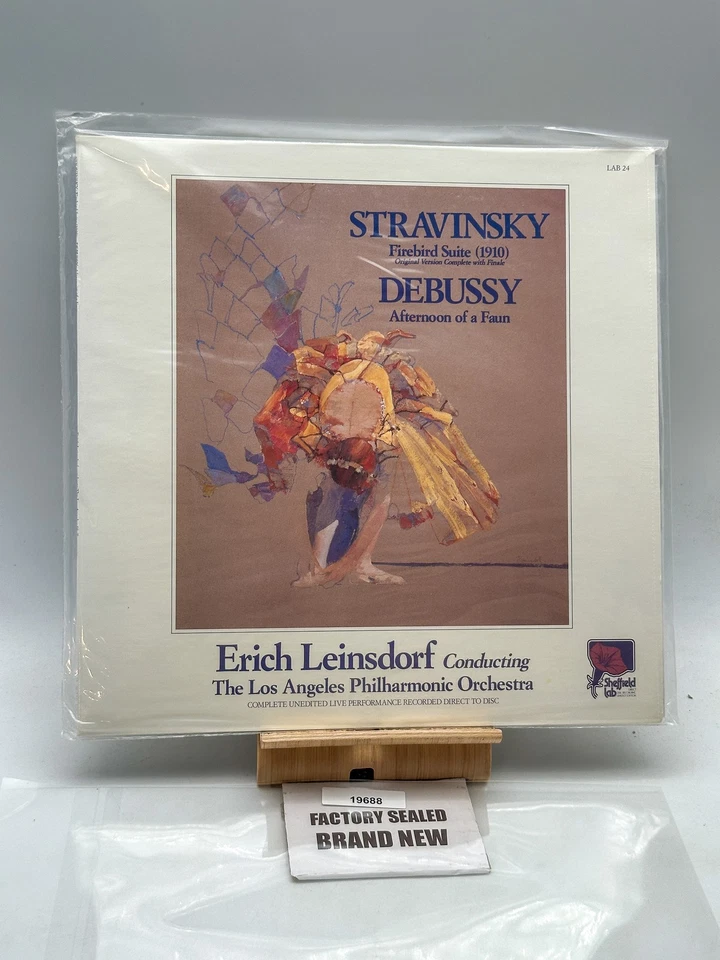 LAB 24
STRAVINSKY
Firebird Suite (1910)
Original Version Complete with Finale
DEBUSSY
Afternoon of a Faun
Erich Leinsdorf Conducting
The Los Angeles Philharmonic Orchestra
COMPLETE UNEDITED LIVE PERFORMANCE RECORDED DIRECT TO DISC
Sheffield
Lab
19688
FACTORY SEALED
BRAND NEW